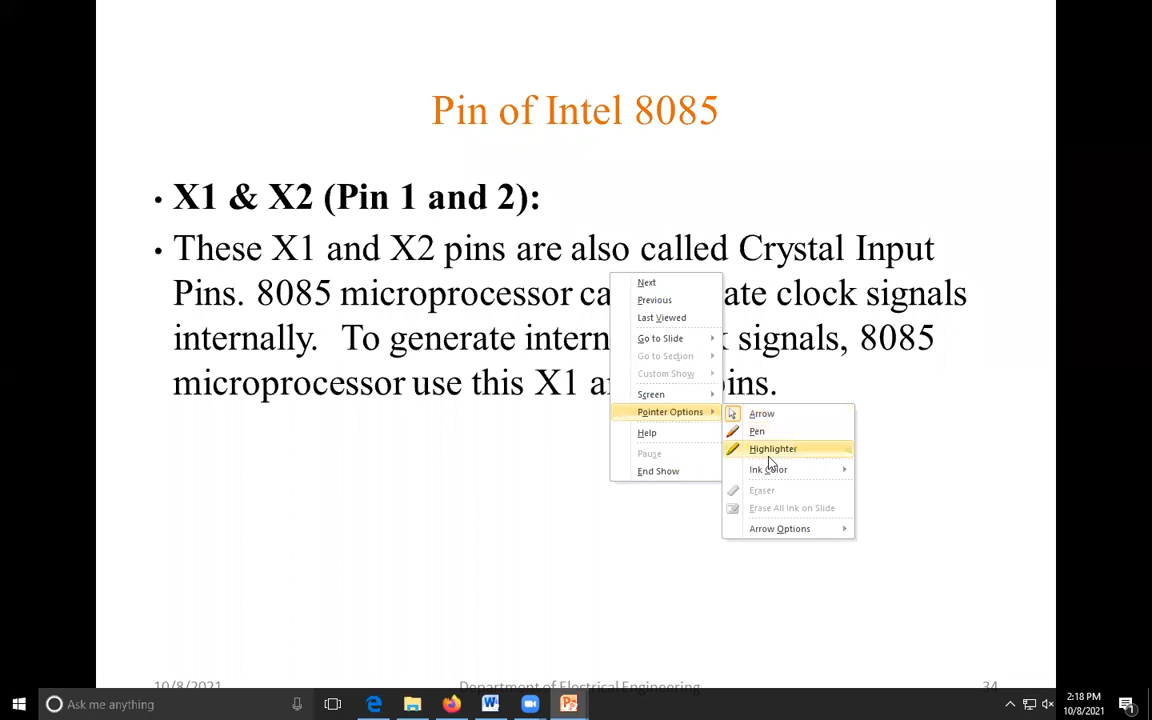 Pin of Intel 8085
• X1 & X2 (Pin 1 and 2):
• These X1 and X2 pins are also called Crystal Input
Pins. 8085 microprocessor ca ate clock signals
internally. To generate intern k signals, 8085
microprocessor use this X1 a ins.
Next
Previous
Last Viewed
Go to Slide
Go to Section
Custom Show
Screen
Pointer Options
Help
Pause
End Show
Arrow
Pen
Highlighter
Ink Color
Eraser
Erase All Ink on Slide
Arrow Options
10/8/2021 Department of Electrical Engineering 34
Ask me anything
2:18 PM
10/8/2021
1